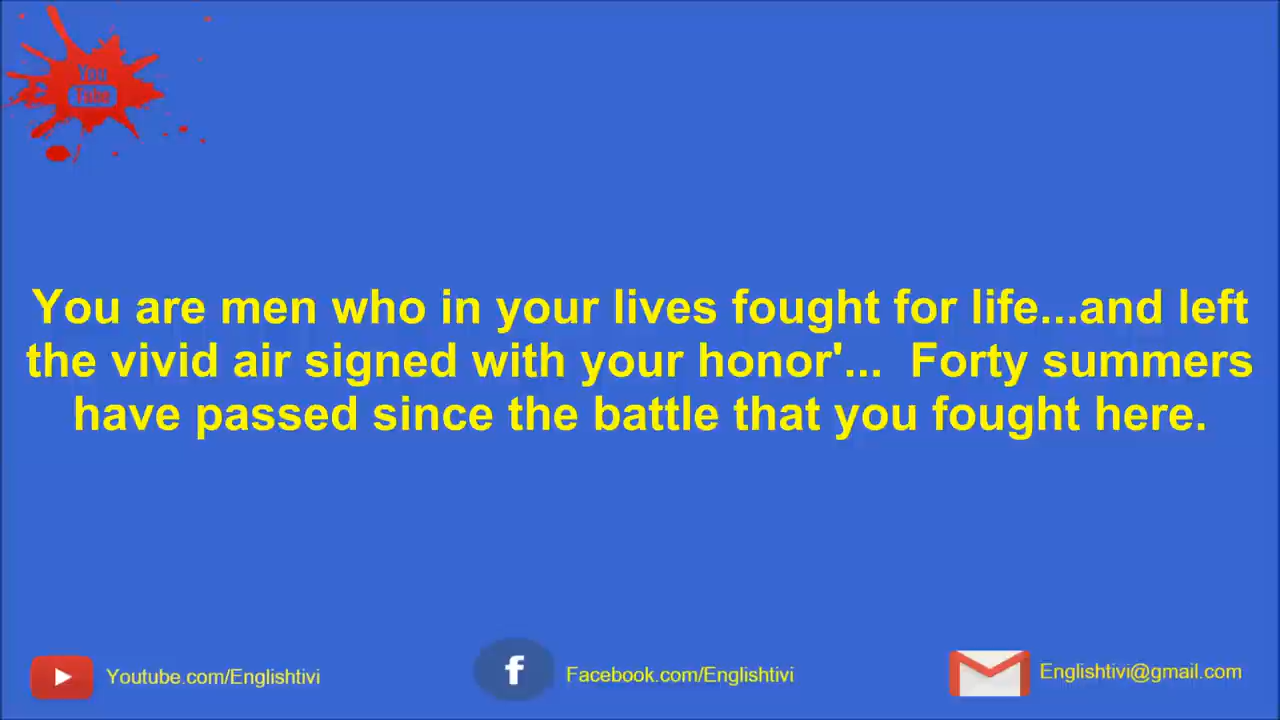 You
Tube
You are men who in your lives fought for life...and left
the vivid air signed with your honor'...  Forty summers
have passed since the battle that you fought here.
Youtube.com/Englishtivi
f
Facebook.com/Englishtivi
Englishtivi@gmail.com